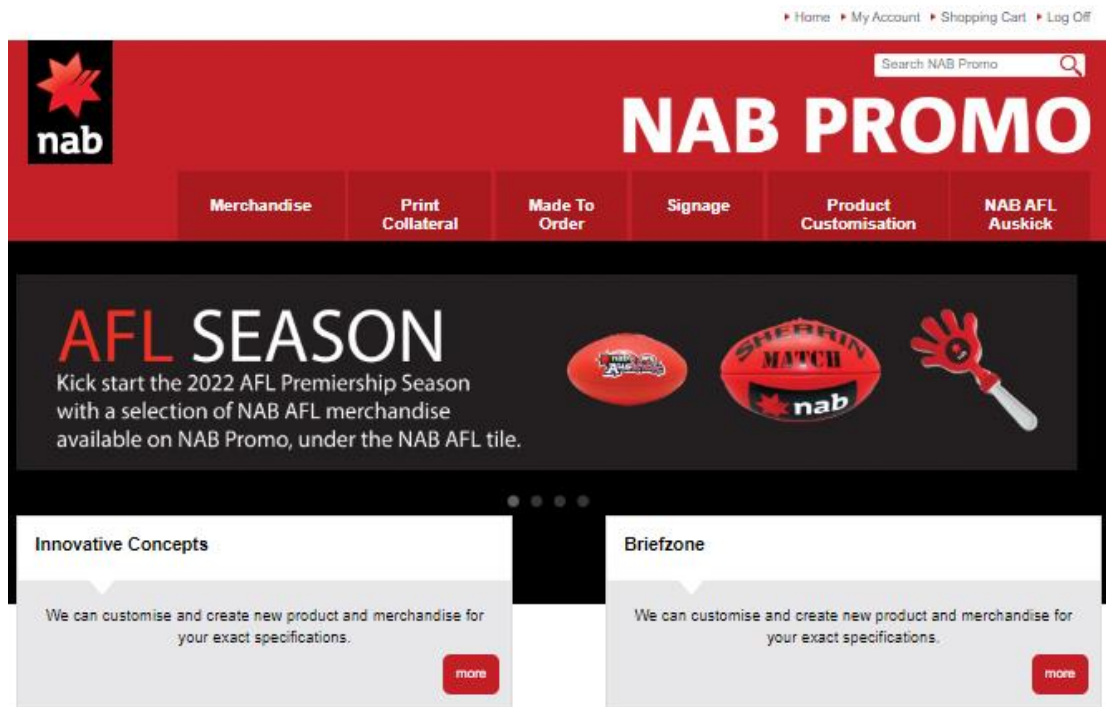 Home My Account Shopping Cart Log Off
Search NAB Promo
nab
NAB PROMO
Merchandise
Print
Collateral
Made To
Order
Signage
Product
Customisation
NAB AFL
Auskick
AFL SEASON
Kick start the 2022 AFL Premiership Season
with a selection of NAB AFL merchandise
available on NAB Promo, under the NAB AFL tile.
nab
Auskick
SHERRIN
MATCH
nab
Innovative Concepts
We can customise and create new product and merchandise for
your exact specifications.
more
Briefzone
We can customise and create new product and merchandise for
your exact specifications.
more